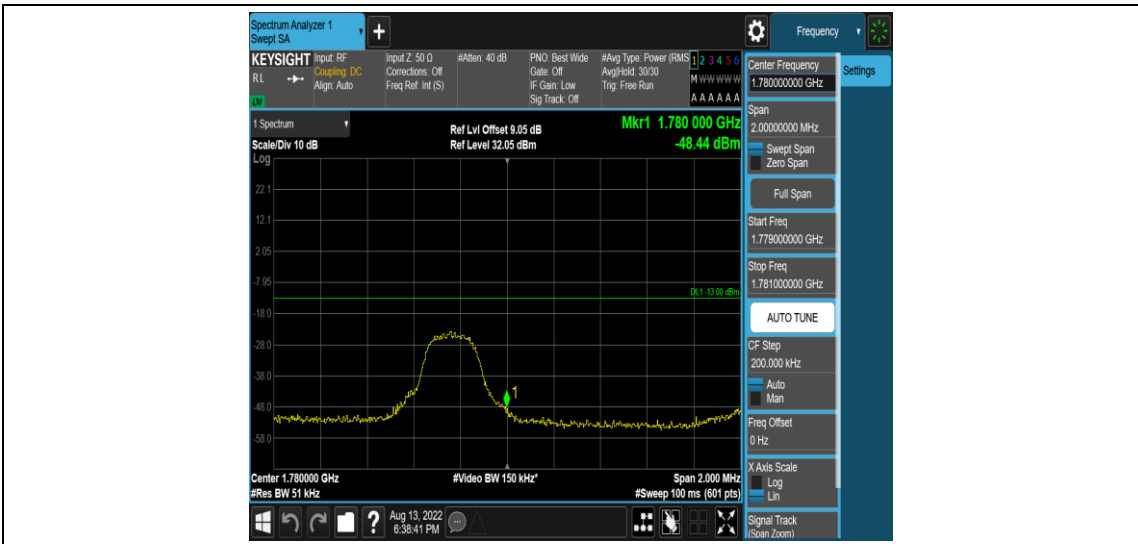 Spectrum Analyzer 1
Swept SA
+
Frequency
KEYSIGHT
RL
LXI
Input: RF
Coupling: DC
Align: Auto
Input Z: 50 Ω
Corrections: Off
Freq Ref: Int (S)
#Atten: 40 dB
PNO: Best Wide
Gate: Off
IF Gain: Low
Sig Track: Off
#Avg Type: Power (RMS
Avg|Hold: 30/30
Trig: Free Run
1 2 3 4 5 6
M W W W W W
A A A A A A
Center Frequency
1.780000000 GHz
Settings
Span
2.00000000 MHz
Swept Span
Zero Span
Full Span
Start Freq
1.779000000 GHz
Stop Freq
1.781000000 GHz
AUTO TUNE
CF Step
200.000 kHz
Auto
Man
Freq Offset
0 Hz
X Axis Scale
Log
Lin
Signal Track
(Span Zoom)
1 Spectrum
Scale/Div 10 dB
Ref Lvl Offset 9.05 dB
Ref Level 32.05 dBm
Mkr1 1.780 000 GHz
-48.44 dBm
Log
22.1
12.1
2.05
-7.95
DL1 -13.00 dBm
-18.0
-28.0
-38.0
1
-48.0
-58.0
Center 1.780000 GHz
#Video BW 150 kHz*
Span 2.000 MHz
#Res BW 51 kHz
#Sweep 100 ms (601 pts)
?
Aug 13, 2022
6:38:41 PM